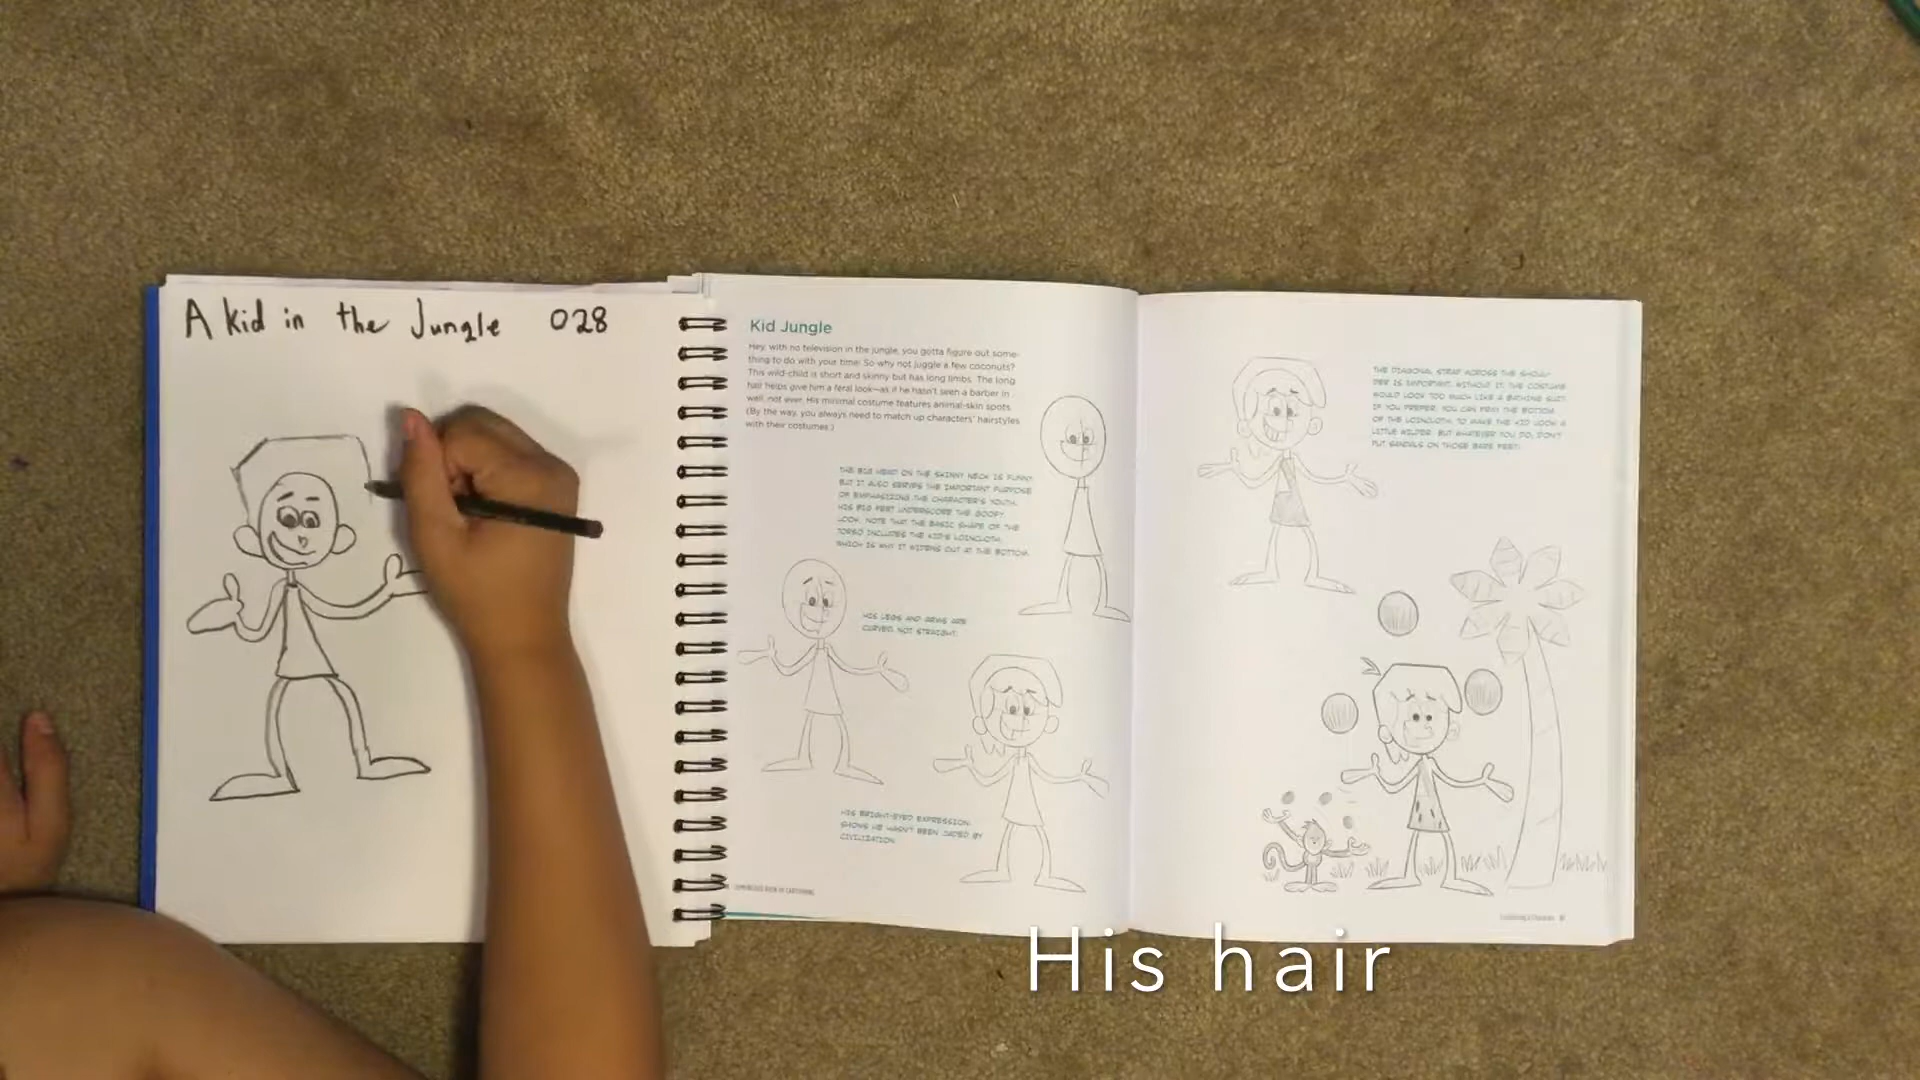 A kid in the Jungle 028
Kid Jungle
Hey, with no television in the jungle, you gotta figure out some-
thing to do with your time. So why not juggle a few coconuts?
This wild-child is short and skinny but has long limbs. The long
hair helps give him a feral look—as if he hasn't seen a barber in
well, not ever. His minimal costume features animal-skin spots.
(By the way, you always need to match up characters' hairstyles
with their costumes.)
THE BIG HEAD ON THE SKINNY NECK IS FUNNY,
BUT IT ALSO SERVES THE IMPORTANT PURPOSE
OF EMPHASIZING THE CHARACTER'S YOUTH.
HIS BIG FEET UNDERSCORE THE GOOFY
LOOK. NOTE THAT THE BASIC SHAPE OF THE
TORSO INCLUDES THE KID'S LOINCLOTH,
WHICH IS WHY IT WIDENS OUT AT THE BOTTOM.
HIS LEGS AND ARMS ARE
CURVED, NOT STRAIGHT.
HIS BRIGHT-EYED EXPRESSION
SHOWS HE HASN'T BEEN JADED BY
CIVILIZATION.
THE DIAGONAL STRAP ACROSS THE SHOUL-
DER IS IMPORTANT. WITHOUT IT, THE COSTUME
WOULD LOOK TOO MUCH LIKE A BATHING SUIT.
IF YOU PREFER, YOU CAN FRAY THE BOTTOM
OF THE LOINCLOTH, TO MAKE THE KID LOOK A
LITTLE WILDER. BUT WHATEVER YOU DO, DON'T
PUT SANDALS ON THOSE BARE FEET!
His hair